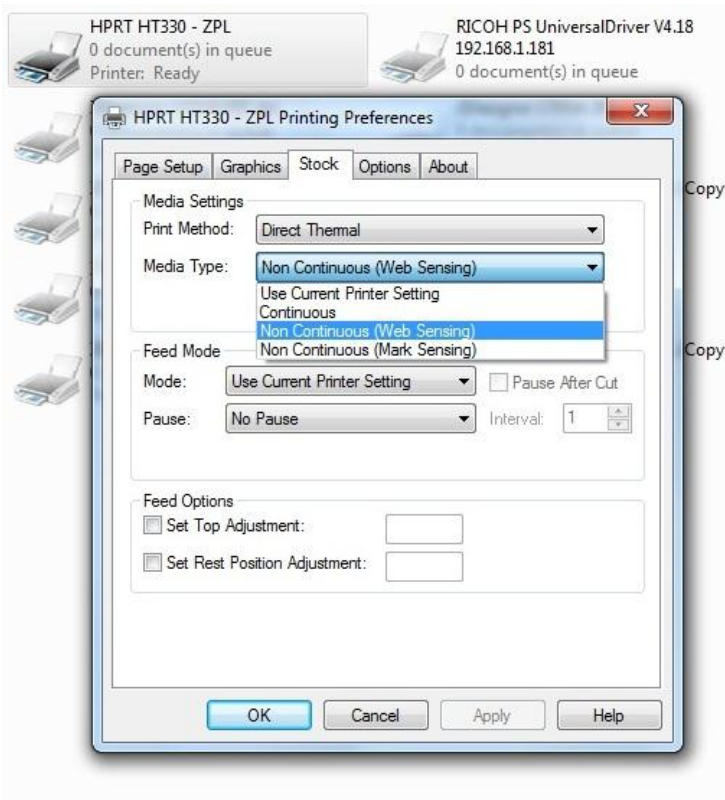 HPRT HT330 - ZPL
0 document(s) in queue
Printer: Ready
RICOH PS UniversalDriver V4.18
192.168.1.181
0 document(s) in queue
HPRT HT330 - ZPL Printing Preferences
Page Setup Graphics Stock Options About
Media Settings
Print Method: Direct Thermal
Media Type: Non Continuous (Web Sensing)
Use Current Printer Setting
Continuous
Non Continuous (Web Sensing)
Non Continuous (Mark Sensing)
Copy
Copy
Feed Mode
Mode: Use Current Printer Setting Pause After Cut
Pause: No Pause Interval: 1
Feed Options
Set Top Adjustment:
Set Rest Position Adjustment:
OK Cancel Apply Help